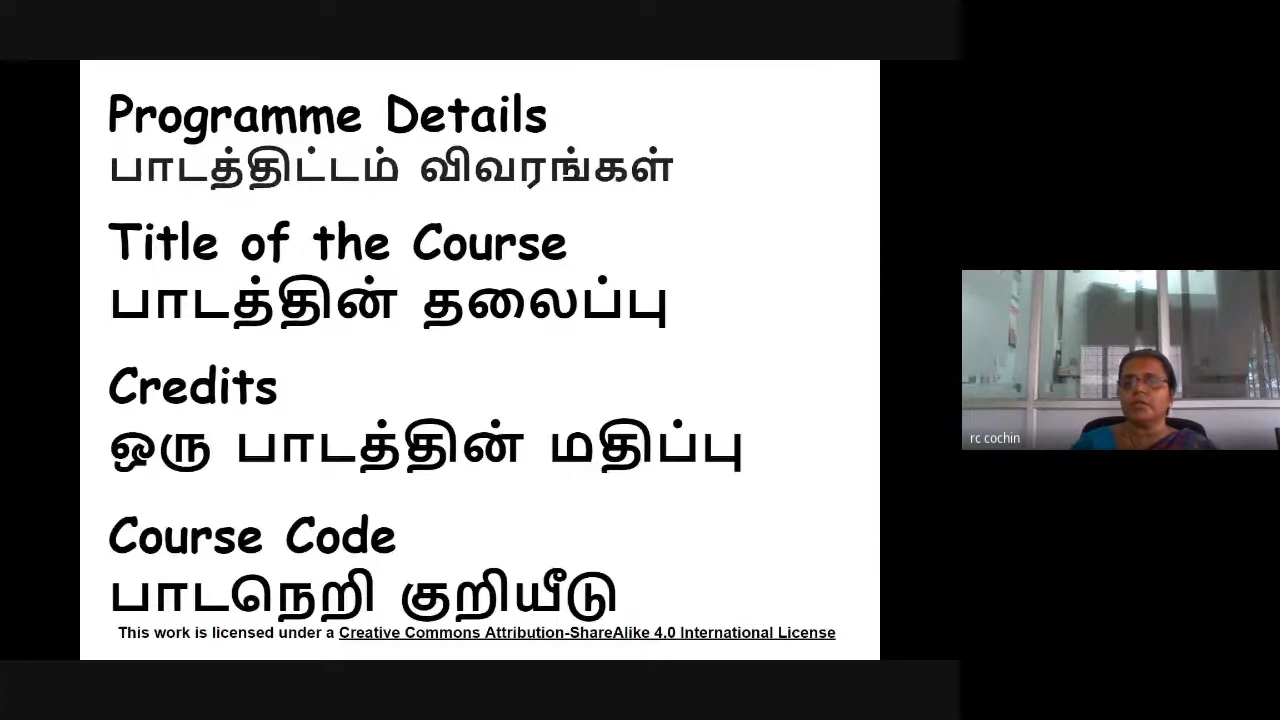 Programme Details
பாடத்திட்டம் விவரங்கள்
Title of the Course
பாடத்தின் தலைப்பு
Credits
ஒரு பாடத்தின் மதிப்பு
Course Code
பாடநெறி குறியீடு
This work is licensed under a Creative Commons Attribution-ShareAlike 4.0 International License
rc cochin